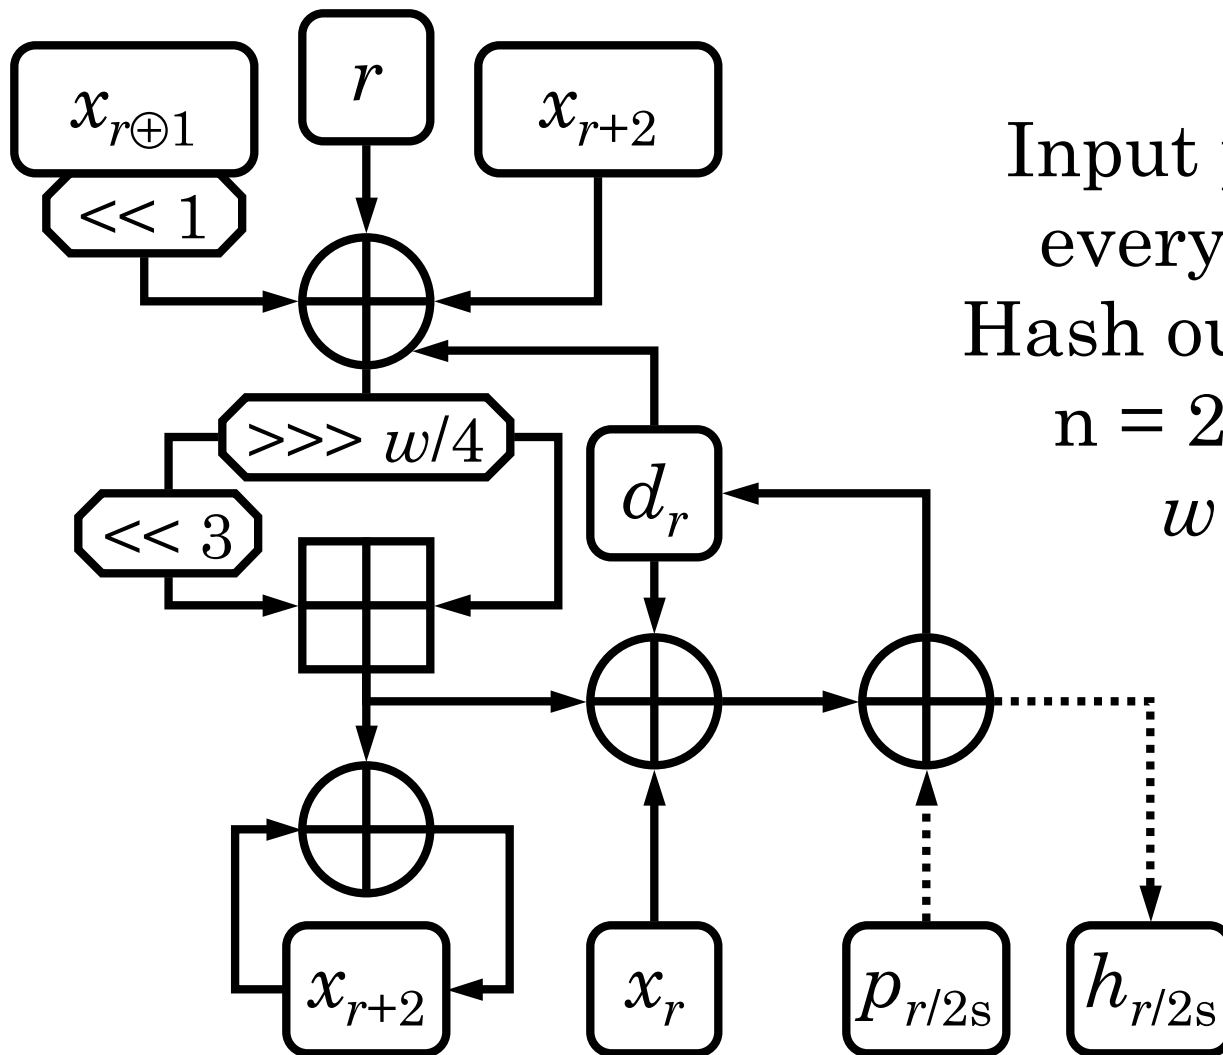 r
x_{r⊕1}
x_{r+2}
<< 1
Input
every
Hash
n = 2
w
>>> w/4
d_r
<< 3
x_{r+2}
x_r
p_{r/2s}
h_{r/2s}